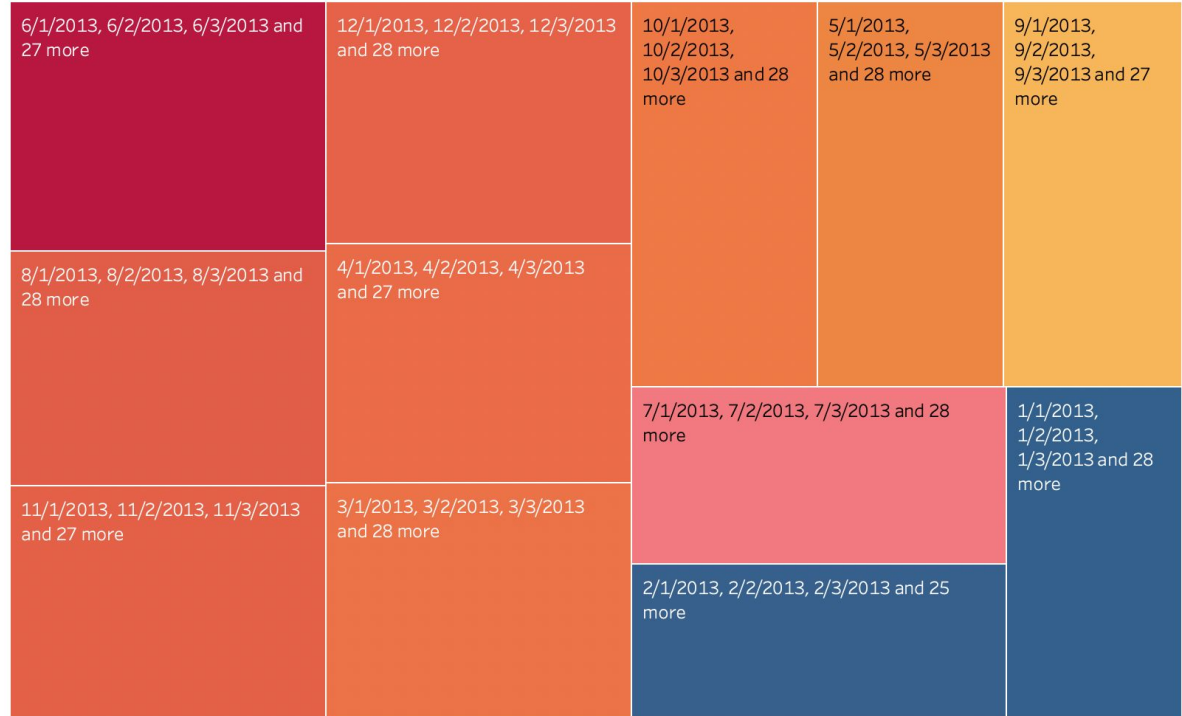 6/1/2013, 6/2/2013, 6/3/2013 and
27 more
8/1/2013, 8/2/2013, 8/3/2013 and
28 more
11/1/2013, 11/2/2013, 11/3/2013
and 27 more
12/1/2013, 12/2/2013, 12/3/2013
and 28 more
4/1/2013, 4/2/2013, 4/3/2013
and 27 more
3/1/2013, 3/2/2013, 3/3/2013
and 28 more
10/1/2013,
10/2/2013,
10/3/2013 and 28
more
5/1/2013,
5/2/2013, 5/3/2013
and 28 more
9/1/2013,
9/2/2013,
9/3/2013 and 27
more
7/1/2013, 7/2/2013, 7/3/2013 and 28
more
2/1/2013, 2/2/2013, 2/3/2013 and 25
more
1/1/2013,
1/2/2013,
1/3/2013 and 28
more